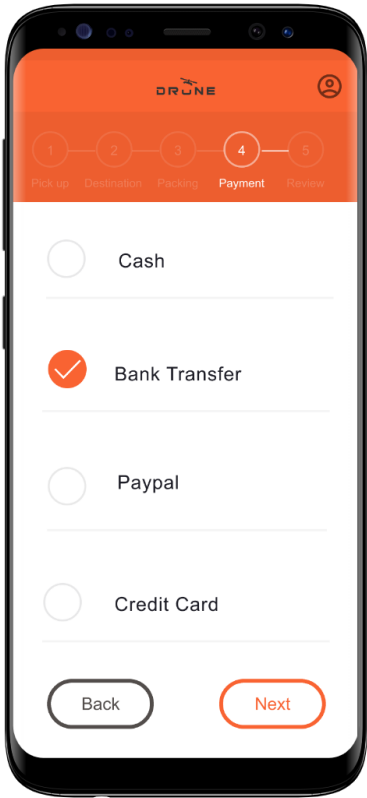 DRUNE
1 2 3 4 5
Pick up Destination Packing Payment Review
Cash
Bank Transfer
Paypal
Credit Card
Back Next